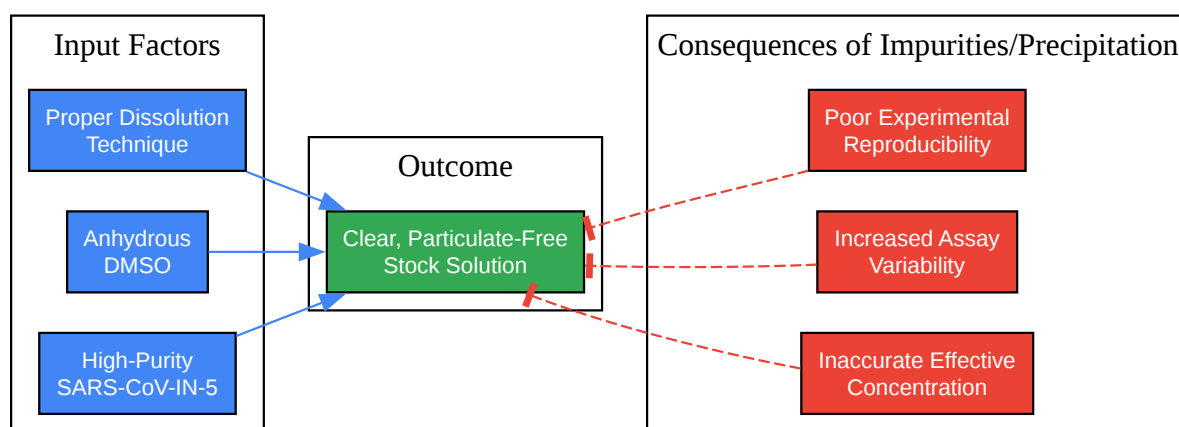 Input Factors
Proper Dissolution
Technique
Anhydrous
DMSO
High-Purity
SARS-CoV-IN-5
Outcome
Clear, Particulate-Free
Stock Solution
Consequences of Impurities/Precipitation
Poor Experimental
Reproducibility
Increased Assay
Variability
Inaccurate Effective
Concentration